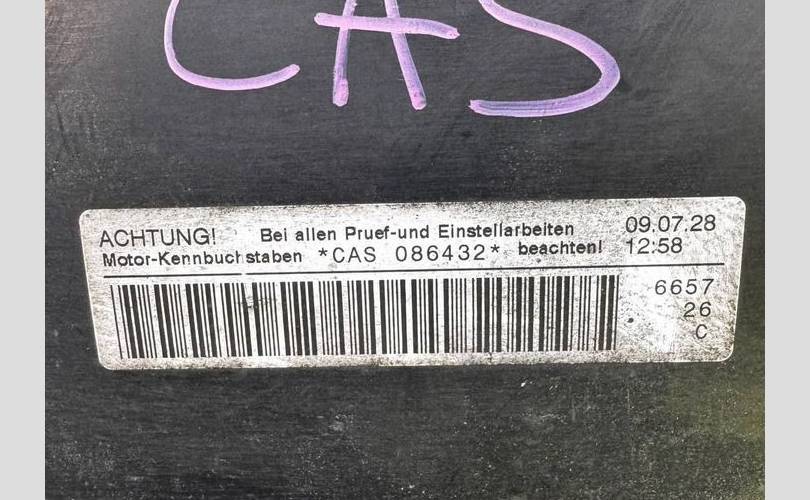 CAS
ACHTUNG! Bei allen Pruef-und Einstellarbeiten 09.07.28
Motor-Kennbuchstaben *CAS 086432* beachten! 12:58
6657
26
C